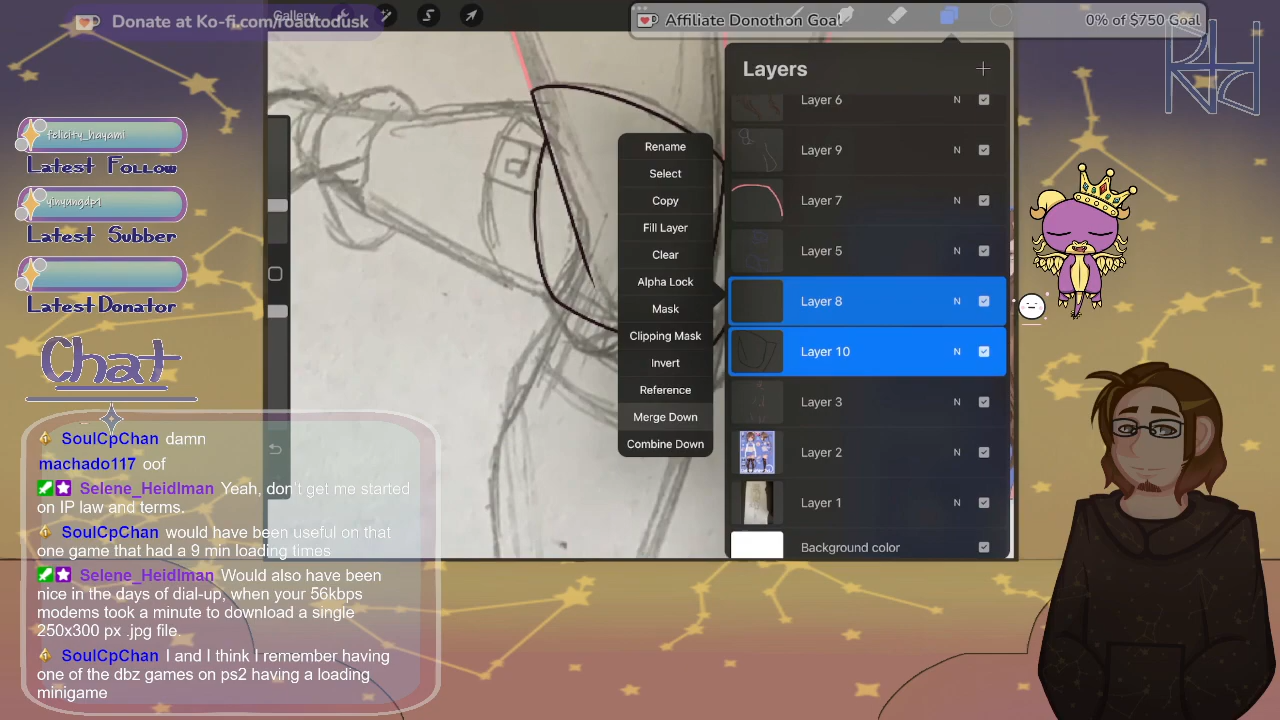 Donate at Ko-fi.com/roadtodusk
Gallery
Affiliate Donothon Goal
0% of $750 Goal
felicity_hayami
Latest Follow
yinyangdp1
Latest Subber
Latest Donator
Chat
SoulCpChan damn
machado117 oof
Selene_Heidlman Yeah, don't get me started
on IP law and terms.
SoulCpChan would have been useful on that
one game that had a 9 min loading times
Selene_Heidlman Would also have been
nice in the days of dial-up, when your 56kbps
modems took a minute to download a single
250x300 px .jpg file.
SoulCpChan I and I think I remember having
one of the dbz games on ps2 having a loading
minigame
Rename
Select
Copy
Fill Layer
Clear
Alpha Lock
Mask
Clipping Mask
Invert
Reference
Merge Down
Combine Down
Layers
Layer 6 N
Layer 9 N
Layer 7 N
Layer 5 N
Layer 8 N
Layer 10 N
Layer 3 N
Layer 2 N
Layer 1 N
Background color